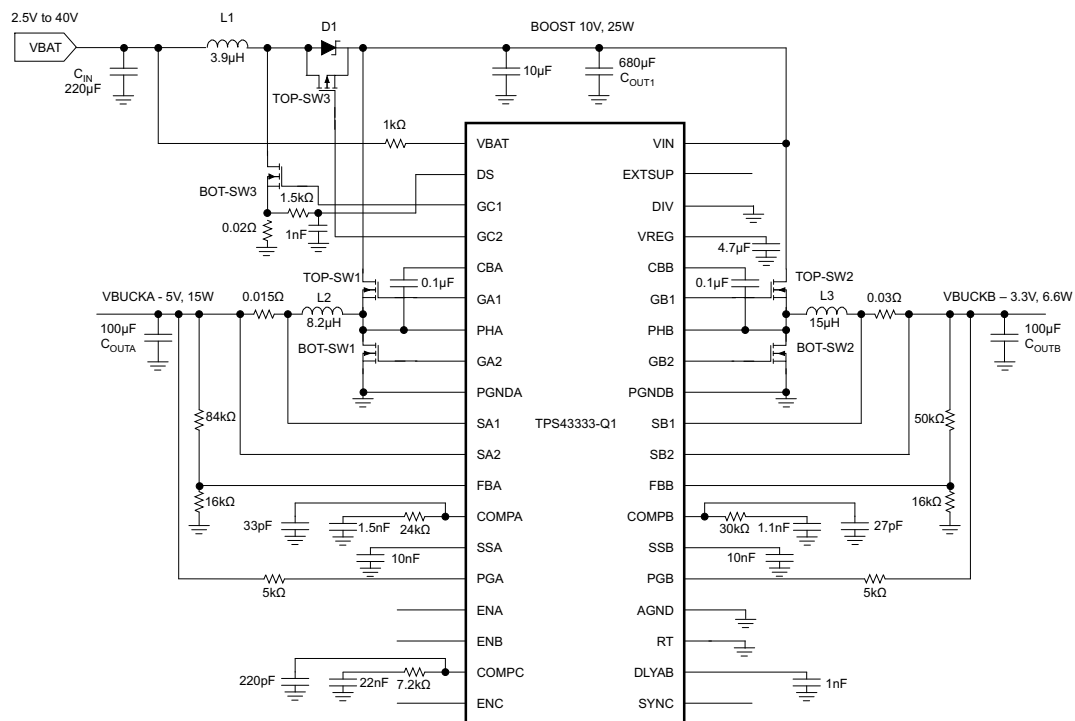 2.5V to 40V
VBAT
L1
3.9µH
D1
BOOST 10V, 25W
CIN
220µF
TOP-SW3
10µF
680µF
COUT1
1kΩ
VBAT
VIN
DS
EXTSUP
BOT-SW3
1.5kΩ
GC1
DIV
0.02Ω
1nF
GC2
VREG
4.7µF
CBA
CBB
TOP-SW1
0.1µF
0.1µF
TOP-SW2
VBUCKA - 5V, 15W
0.015Ω
L2
8.2µH
GA1
GB1
L3
15µH
0.03Ω
VBUCKB – 3.3V, 6.6W
100µF
COUTA
PHA
PHB
100µF
COUTB
BOT-SW1
BOT-SW2
GA2
GB2
PGNDA
PGNDB
84kΩ
SA1
TPS43333-Q1
SB1
50kΩ
SA2
SB2
FBA
FBB
16kΩ
16kΩ
33pF
1.5nF
24kΩ
COMPA
COMPB
30kΩ
1.1nF
27pF
10nF
SSA
SSB
10nF
PGA
PGB
5kΩ
5kΩ
ENA
AGND
ENB
RT
220pF
22nF
7.2kΩ
COMPC
DLYAB
1nF
ENC
SYNC